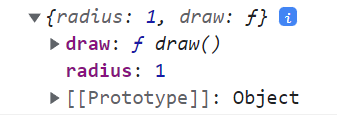 ▼ {radius: 1, draw: ƒ} i
▶ draw: ƒ draw()
radius: 1
▶ [[Prototype]]: Object